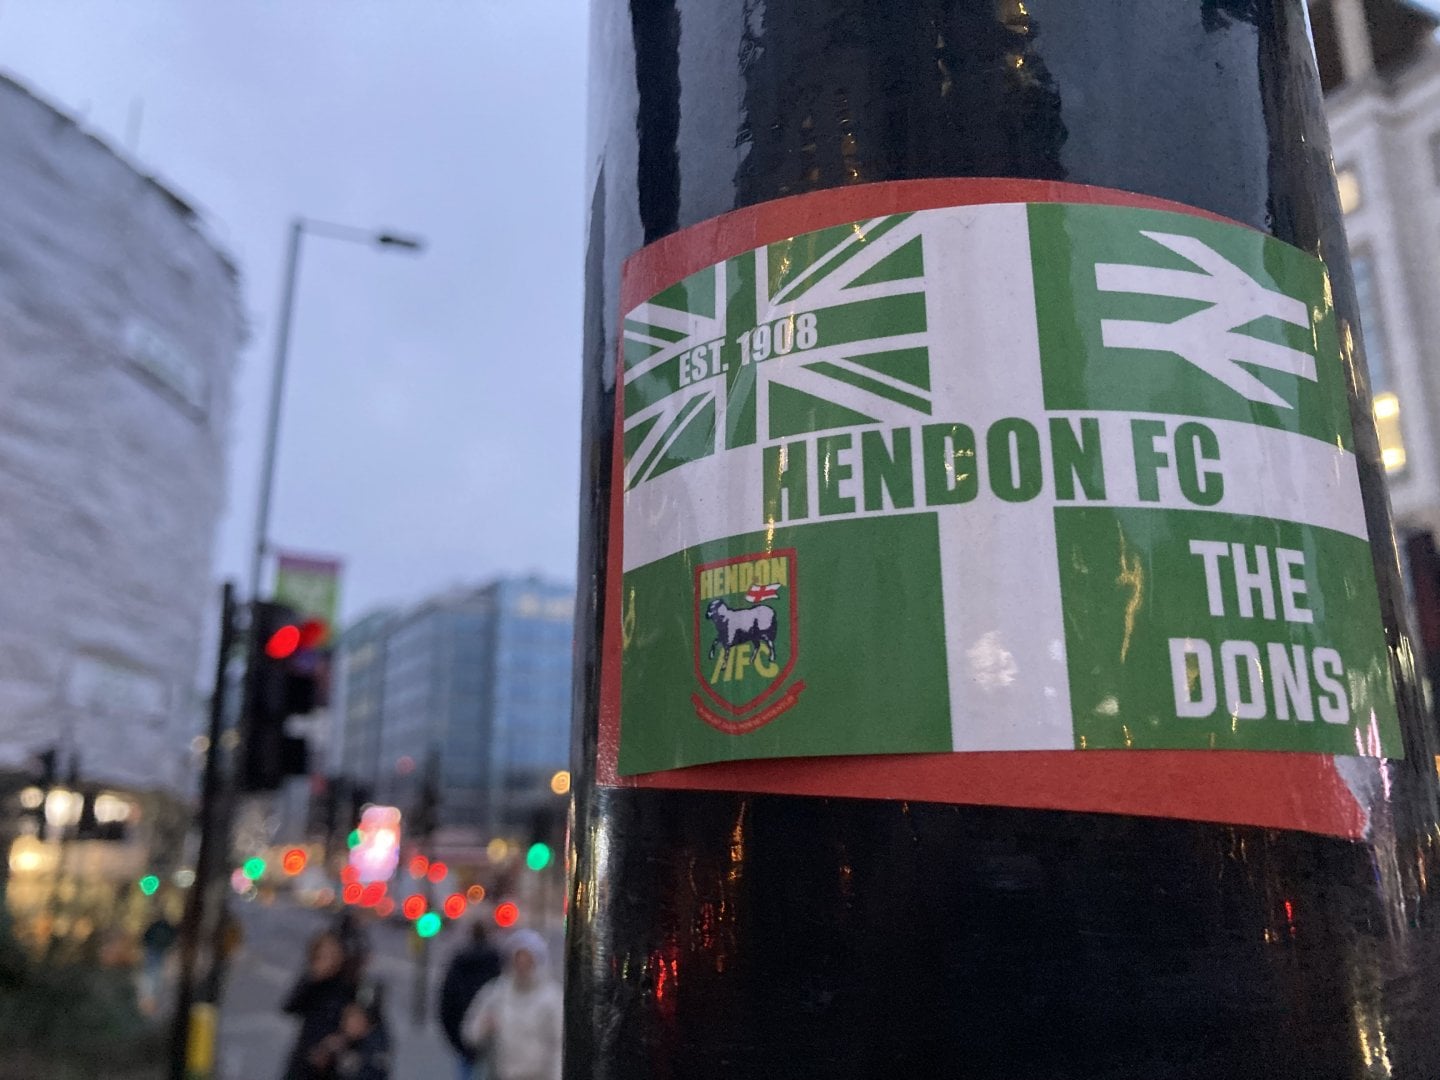 EST. 1908
HENDON FC
HENDON
HFC
THE
DONS